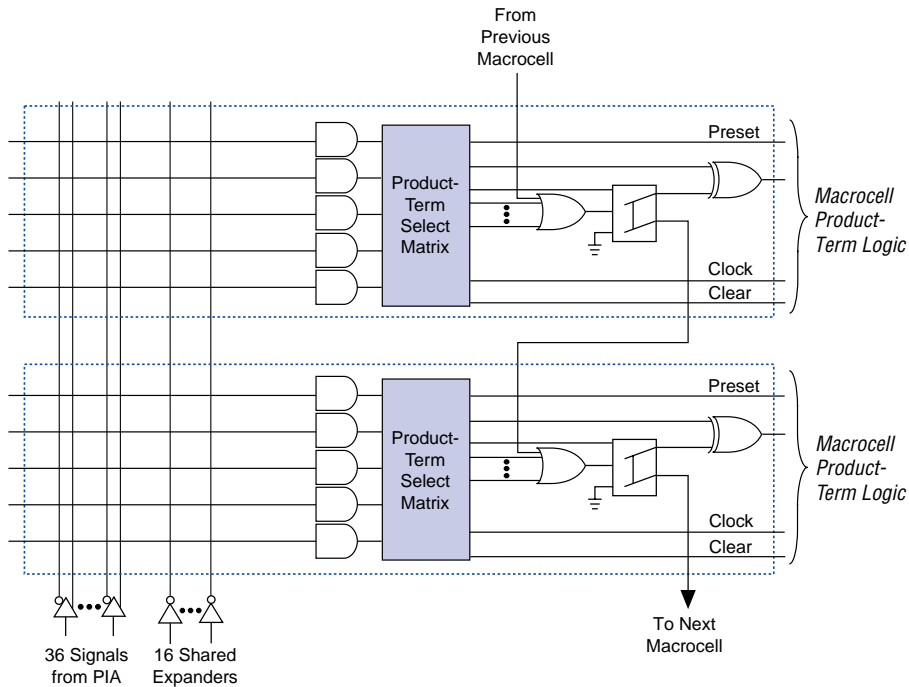 From
Previous
Macrocell
Preset
Product-
Term
Select
Matrix
Macrocell
Product-
Term Logic
Clock
Clear
Preset
Product-
Term
Select
Matrix
Macrocell
Product-
Term Logic
Clock
Clear
36 Signals
from PIA
16 Shared
Expanders
To Next
Macrocell